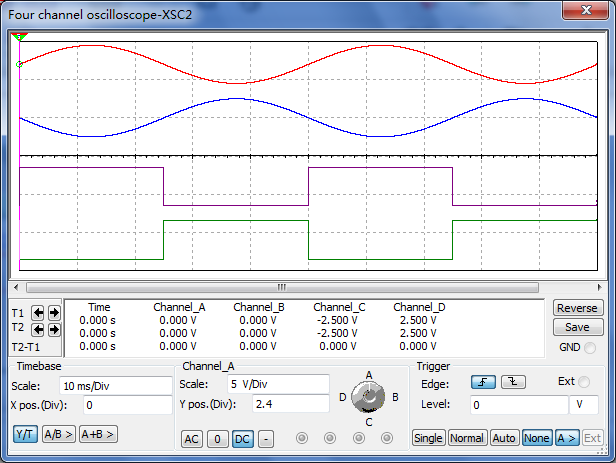 Four channel oscilloscope-XSC2
Time Channel_A Channel_B Channel_C Channel_D
T1 0.000 s 0.000 V 0.000 V -2.500 V 2.500 V
T2 0.000 s 0.000 V 0.000 V -2.500 V 2.500 V
T2-T1 0.000 s 0.000 V 0.000 V 0.000 V 0.000 V
Reverse
Save
GND
Timebase
Scale: 10 ms/Div
X pos.(Div): 0
Y/T A/B > A+B >
Channel_A
Scale: 5 V/Div
Y pos.(Div): 2.4
AC 0 DC -
A
D B
C
Trigger
Edge: Ext
Level: 0 V
Single Normal Auto None A > Ext